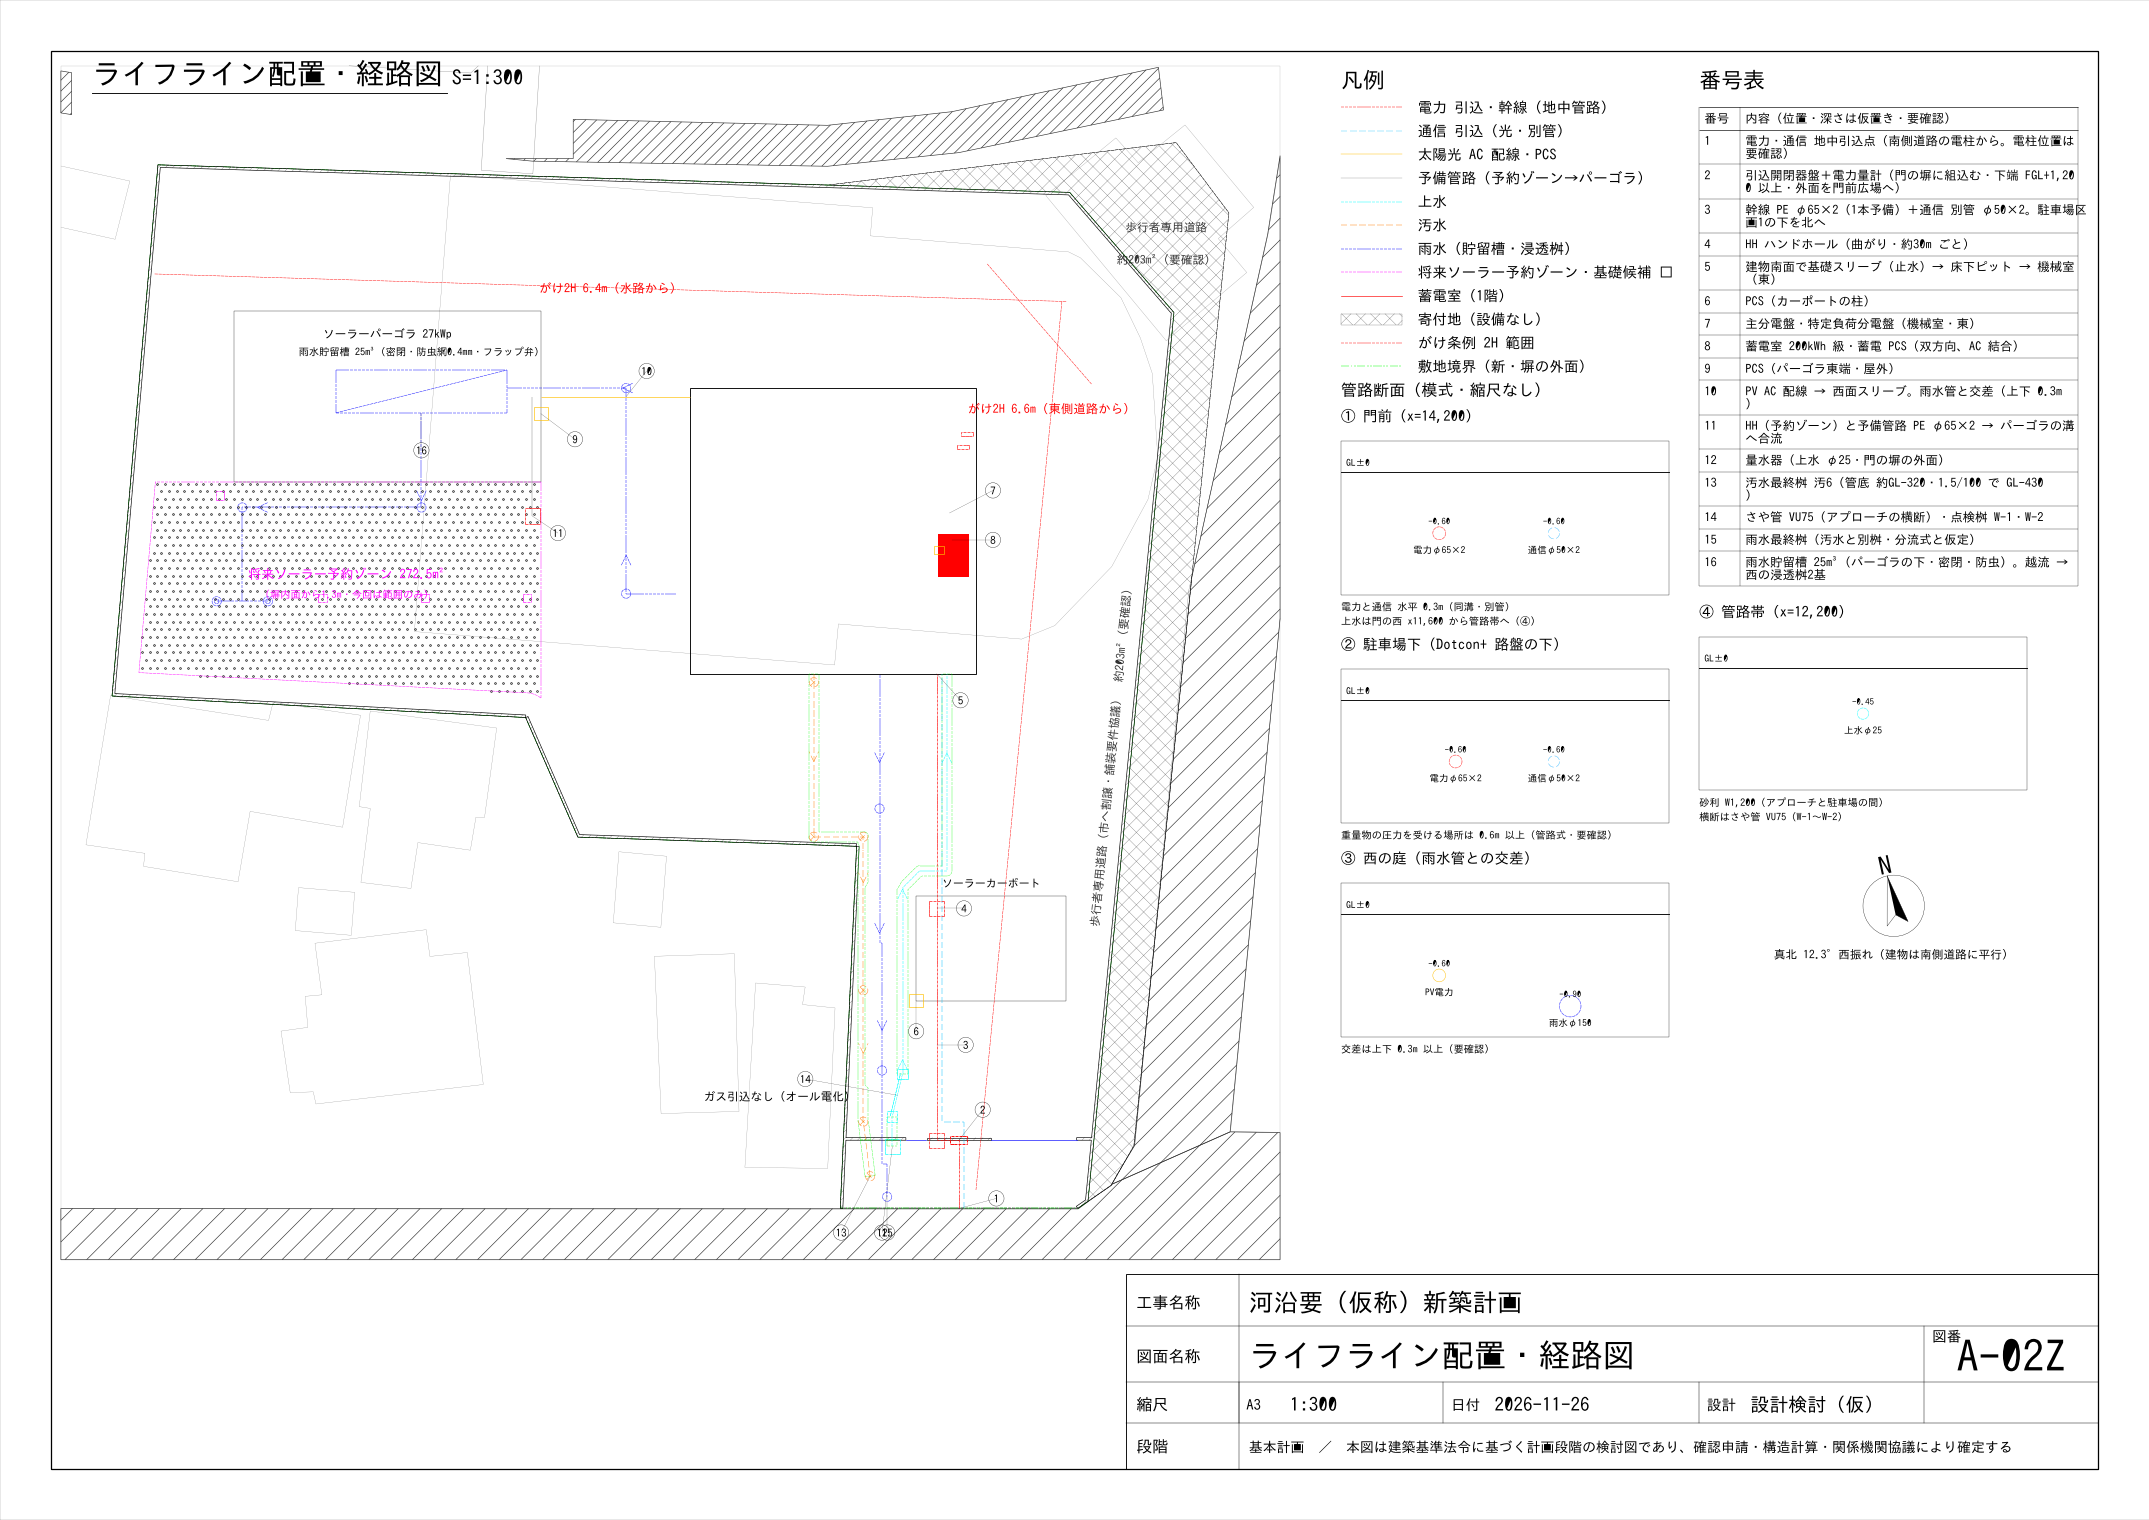 ライフライン配置・経路図 S=1:300
歩行者専用道路
約203m²（要確認）
がけ2H 6.4m（水路から）
ソーラーパーゴラ 27kWp
雨水貯留槽 25m³（密閉・防虫網0.4mm・フラップ弁）
10
がけ2H 6.6m（東側道路から）
9
16
7
11
8
将来ソーラー予約ゾーン 272.5m²
歩行者専用道路（市へ割譲・舗装要件協議） 約203m²（要確認）
5
ソーラーカーポート
4
6
3
14
ガス引込なし（オール電化）
2
1
13
15
凡例
電力 引込・幹線（地中管路）
通信 引込（光・別管）
太陽光 AC 配線・PCS
予備管路（予約ゾーン→パーゴラ）
上水
汚水
雨水（貯留槽・浸透桝）
将来ソーラー予約ゾーン・基礎候補 □
蓄電室（1階）
寄付地（設備なし）
がけ条例 2H 範囲
敷地境界（新・塀の外面）
管路断面（模式・縮尺なし）
① 門前（x=14,200）
GL±0
-0.60
-0.60
電力φ65×2
通信φ50×2
電力と通信 水平 0.3m（同溝・別管）
上水は門の西 x11,600 から管路帯へ（④）
② 駐車場下（Dotcon+ 路盤の下）
GL±0
-0.60
-0.60
電力φ65×2
通信φ50×2
重量物の圧力を受ける場所は 0.6m 以上（管路式・要確認）
③ 西の庭（雨水管との交差）
GL±0
-0.60
PV電力
-0.90
雨水φ150
交差は上下 0.3m 以上（要確認）
番号表
番号 内容（位置・深さは仮置き・要確認）
1 電力・通信 地中引込点（南側道路の電柱から。電柱位置は
要確認）
2 引込開閉器盤＋電力量計（門の塀に組込む・下端 FGL+1,20
0 以上・外面を門前広場へ）
3 幹線 PE φ65×2（1本予備）＋通信 別管 φ50×2。駐車場区
画1の下を北へ
4 HH ハンドホール（曲がり・約30m ごと）
5 建物南面で基礎スリーブ（止水）→ 床下ピット → 機械室
（東）
6 PCS（カーポートの柱）
7 主分電盤・特定負荷分電盤（機械室・東）
8 蓄電室 200kWh 級・蓄電 PCS（双方向、AC 結合）
9 PCS（パーゴラ東端・屋外）
10 PV AC 配線 → 西面スリーブ。雨水管と交差（上下 0.3m
）
11 HH（予約ゾーン）と予備管路 PE φ65×2 → パーゴラの溝
へ合流
12 量水器（上水 φ25・門の塀の外面）
13 汚水最終桝 汚6（管底 約GL-320・1.5/100 で GL-430
）
14 さや管 VU75（アプローチの横断）・点検桝 W-1・W-2
15 雨水最終桝（汚水と別桝・分流式と仮定）
16 雨水貯留槽 25m³（パーゴラの下・密閉・防虫）。越流 →
西の浸透桝2基
④ 管路帯（x=12,200）
GL±0
-0.45
上水φ25
砂利 W1,200（アプローチと駐車場の間）
横断はさや管 VU75（W-1〜W-2）
N
真北 12.3° 西振れ（建物は南側道路に平行）
工事名称 河沿要（仮称）新築計画
図面名称 ライフライン配置・経路図 図番 A-02Z
縮尺 A3 1:300 日付 2026-11-26 設計 設計検討（仮）
段階 基本計画 ／ 本図は建築基準法令に基づく計画段階の検討図であり、確認申請・構造計算・関係機関協議により確定する